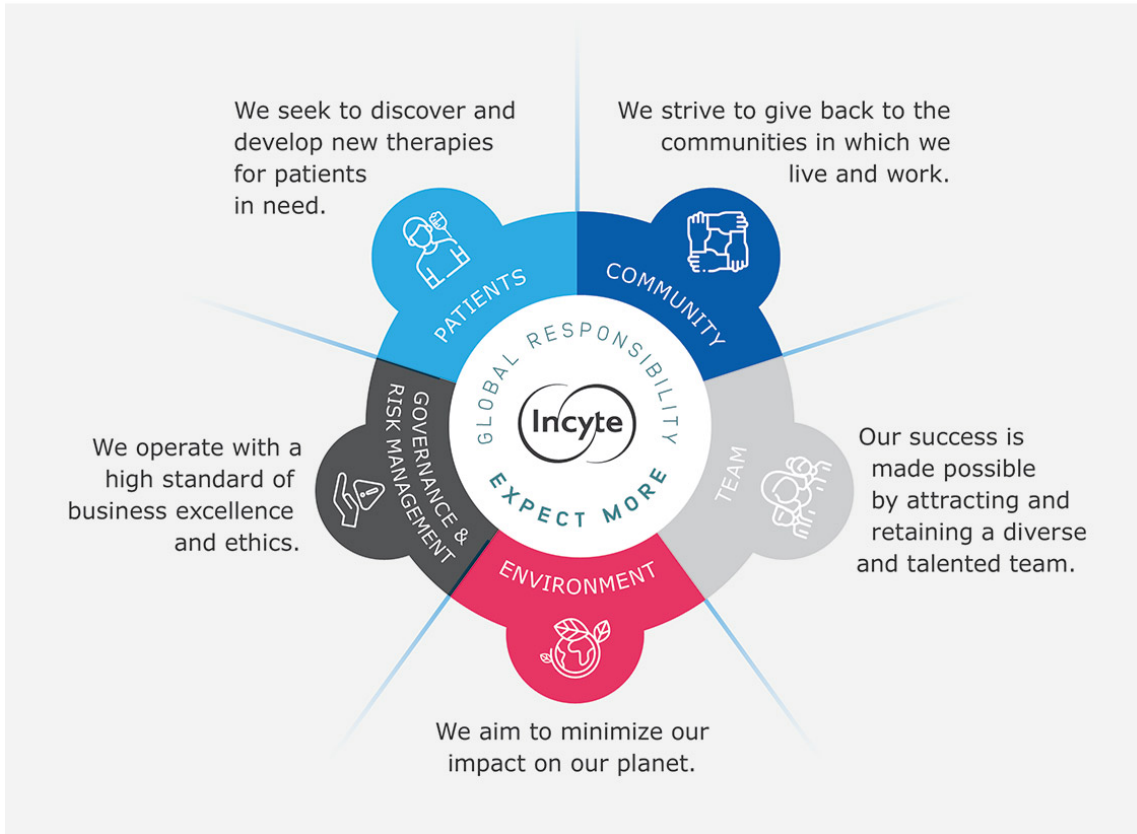 We seek to discover and
develop new therapies
for patients
in need.
We strive to give back to the
communities in which we
live and work.
PATIENTS
COMMUNITY
GLOBAL RESPONSIBILITY
Incyte
EXPECT MORE
GOVERNANCE &
RISK MANAGEMENT
TEAM
ENVIRONMENT
We operate with a
high standard of
business excellence
and ethics.
Our success is
made possible
by attracting and
retaining a diverse
and talented team.
We aim to minimize our
impact on our planet.